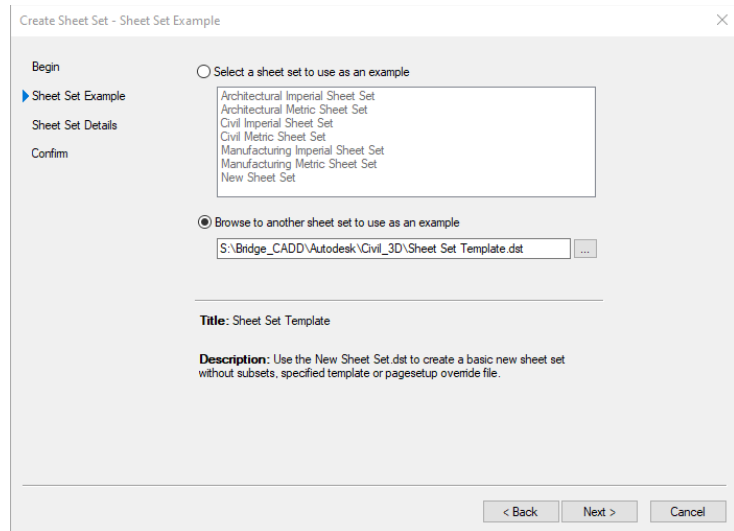 Create Sheet Set - Sheet Set Example
Begin
Sheet Set Example
Sheet Set Details
Confirm
Select a sheet set to use as an example
Architectural Imperial Sheet Set
Architectural Metric Sheet Set
Civil Imperial Sheet Set
Civil Metric Sheet Set
Manufacturing Imperial Sheet Set
Manufacturing Metric Sheet Set
New Sheet Set
Browse to another sheet set to use as an example
S:\Bridge_CADD\Autodesk\Civil_3D\Sheet Set Template.dst
...
Title: Sheet Set Template
Description: Use the New Sheet Set.dst to create a basic new sheet set
without subsets, specified template or pagesetup override file.
< Back Next > Cancel